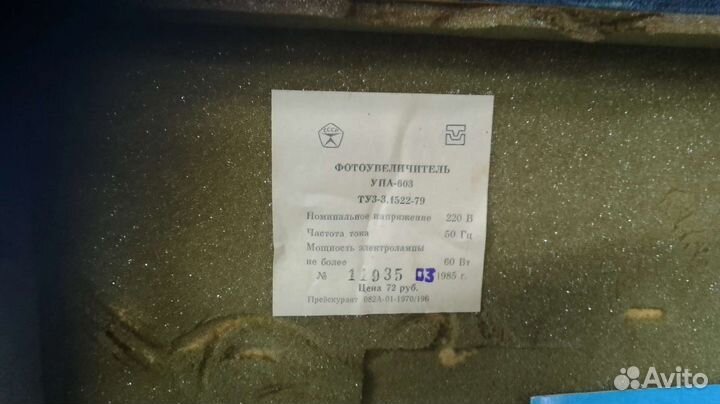 СССР
ФОТОУВЕЛИЧИТЕЛЬ
УПА-603
ТУ3-3.1522-79
Номинальное напряжение 220 В
Частота тока 50 Гц
Мощность электролампы
не более 60 Вт
№ 11935 03 1985 г.
Цена 72 руб.
Прейскурант 082А-01-1970/196
Avito